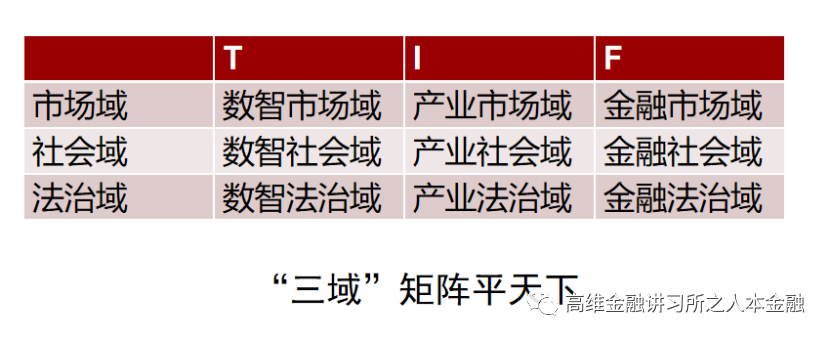 T I F
市场域 数智市场域 产业市场域 金融市场域
社会域 数智社会域 产业社会域 金融社会域
法治域 数智法治域 产业法治域 金融法治域
“三域”矩阵平天下
高维金融讲习所之人本金融